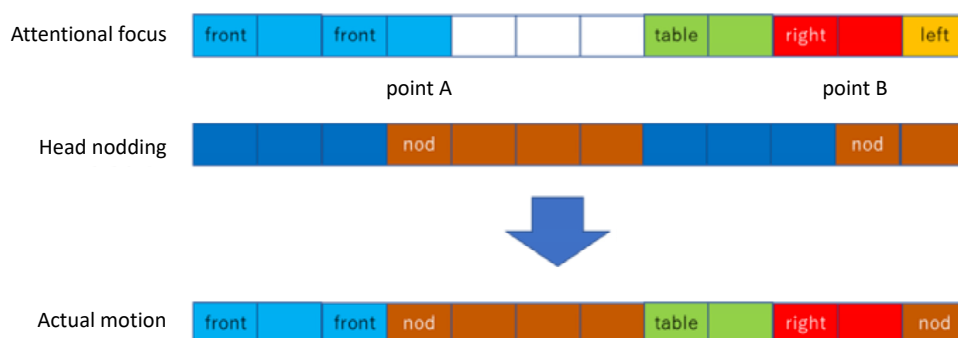 Attentional focus front front table right left
point A point B
Head nodding nod nod
Actual motion front front nod table right nod